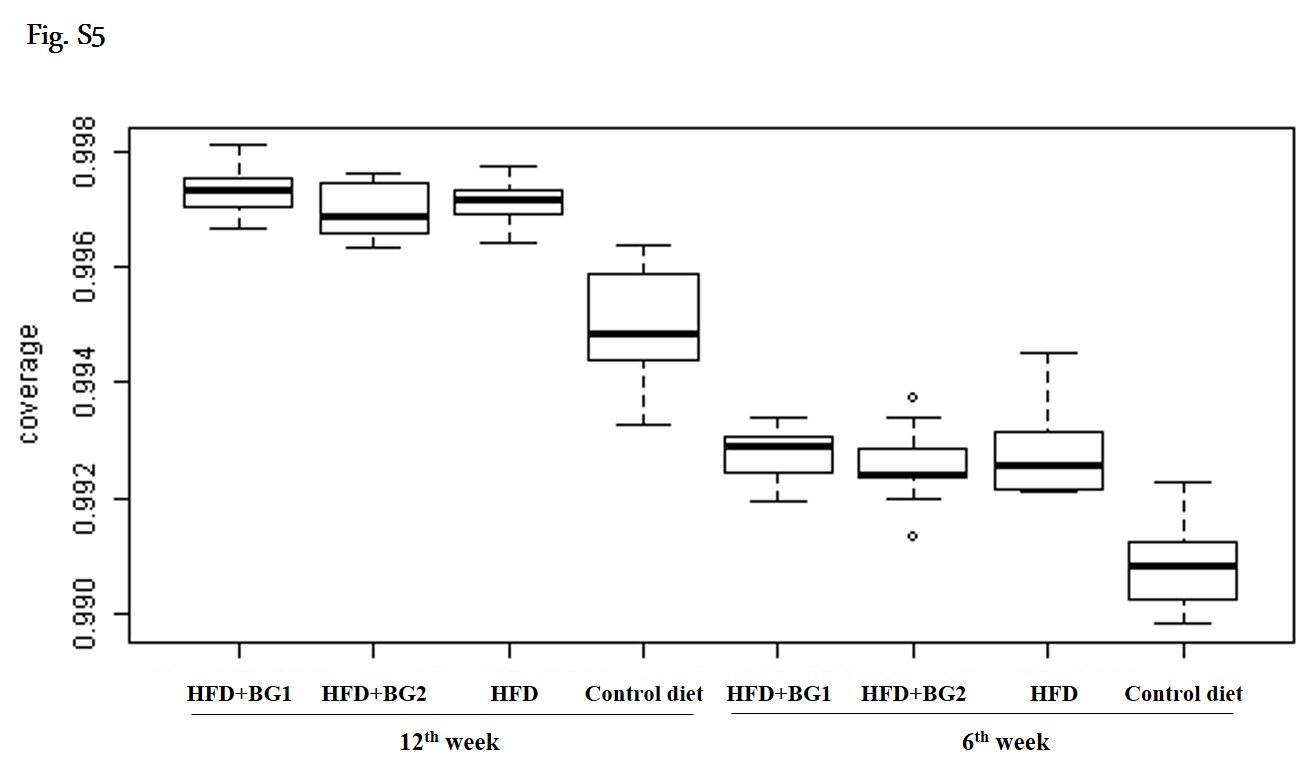 Fig. S5
0.998
0.996
0.994
0.992
0.990
coverage
HFD+BG1 HFD+BG2 HFD Control diet HFD+BG1 HFD+BG2 HFD Control diet
12th week 6th week